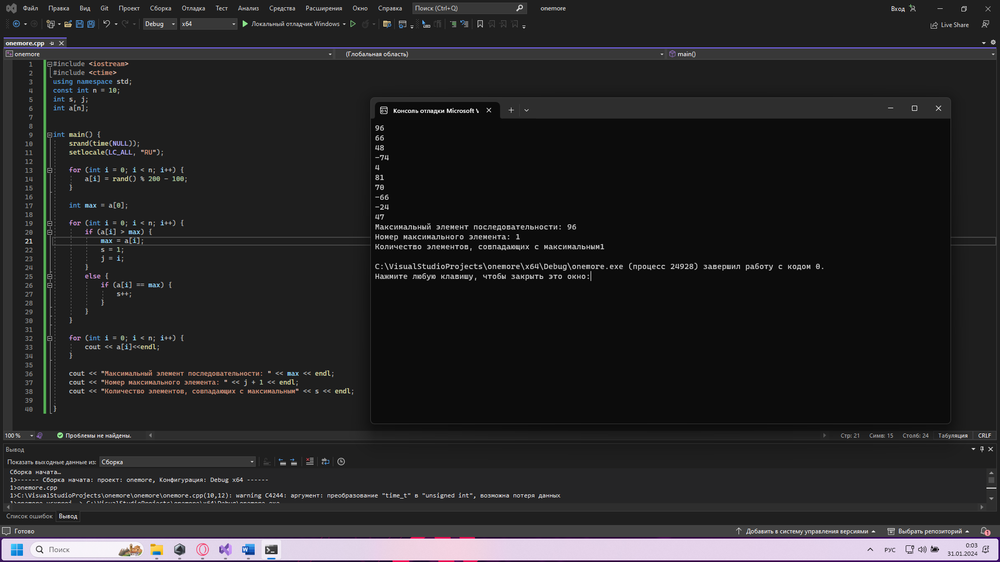 Файл Правка Вид Git Проект Сборка Отладка Тест Анализ Средства Расширения Окно Справка Поиск (Ctrl+Q) onemore Вход
Debug x64 Локальный отладчик Windows Live Share
onemore.cpp
onemore (Глобальная область) main()
1 #include <iostream>
2 #include <ctime>
3 using namespace std;
4 const int n = 10;
5 int s, j;
6 int a[n];
7
8
9 int main() {
10 srand(time(NULL));
11 setlocale(LC_ALL, "RU");
12
13 for (int i = 0; i < n; i++) {
14 a[i] = rand() % 200 - 100;
15 }
16
17 int max = a[0];
18
19 for (int i = 0; i < n; i++) {
20 if (a[i] > max) {
21 max = a[i];
22 s = 1;
23 j = i;
24 }
25 else {
26 if (a[i] == max) {
27 s++;
28 }
29 }
30 }
31
32 for (int i = 0; i < n; i++) {
33 cout << a[i]<<endl;
34 }
35
36 cout << "Максимальный элемент последовательности: " << max << endl;
37 cout << "Номер максимального элемента: " << j + 1 << endl;
38 cout << "Количество элементов, совпадающих с максимальным" << s << endl;
39
40 }
Консоль отладки Microsoft V
96
66
48
-74
4
81
70
-66
-24
47
Максимальный элемент последовательности: 96
Номер максимального элемента: 1
Количество элементов, совпадающих с максимальным1
C:\VisualStudioProjects\onemore\x64\Debug\onemore.exe (процесс 24928) завершил работу с кодом 0.
Нажмите любую клавишу, чтобы закрыть это окно:
100 % Проблемы не найдены. Стр: 21 Симв: 15 Столб: 24 Табуляция CRLF
Вывод
Показать выходные данные из: Сборка
Сборка начата…
1>------ Сборка начата: проект: onemore, Конфигурация: Debug x64 ------
1>onemore.cpp
1>C:\VisualStudioProjects\onemore\onemore\onemore.cpp(10,12): warning C4244: аргумент: преобразование "time_t" в "unsigned int", возможна потеря данных
1>onemore.vcxproj -> C:\VisualStudioProjects\onemore\x64\Debug\onemore.exe
Список ошибок Вывод
Готово Добавить в систему управления версиями Выбрать репозиторий 1
Поиск РУС 0:03
31.01.2024